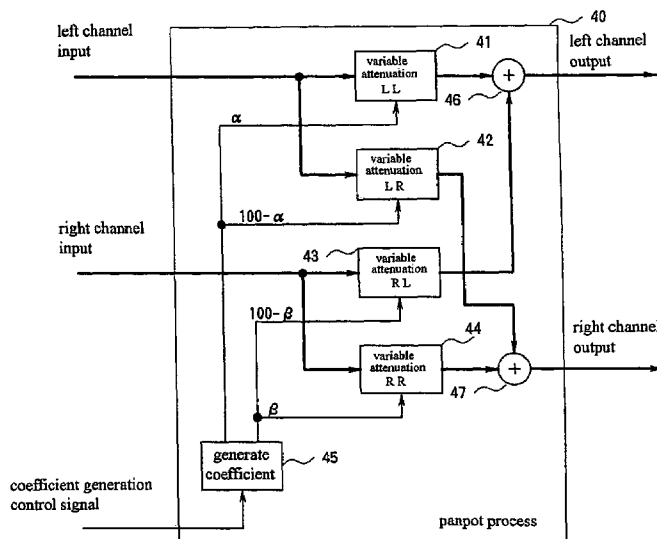 40
left channel
input
41
left channel
output
variable
attenuation
L L
+
46
α
42
variable
attenuation
L R
100-α
right channel
input
43
variable
attenuation
R L
100-β
44
right channel
output
variable
attenuation
R R
+
47
β
generate
coefficient
45
coefficient generation
control signal
panpot process